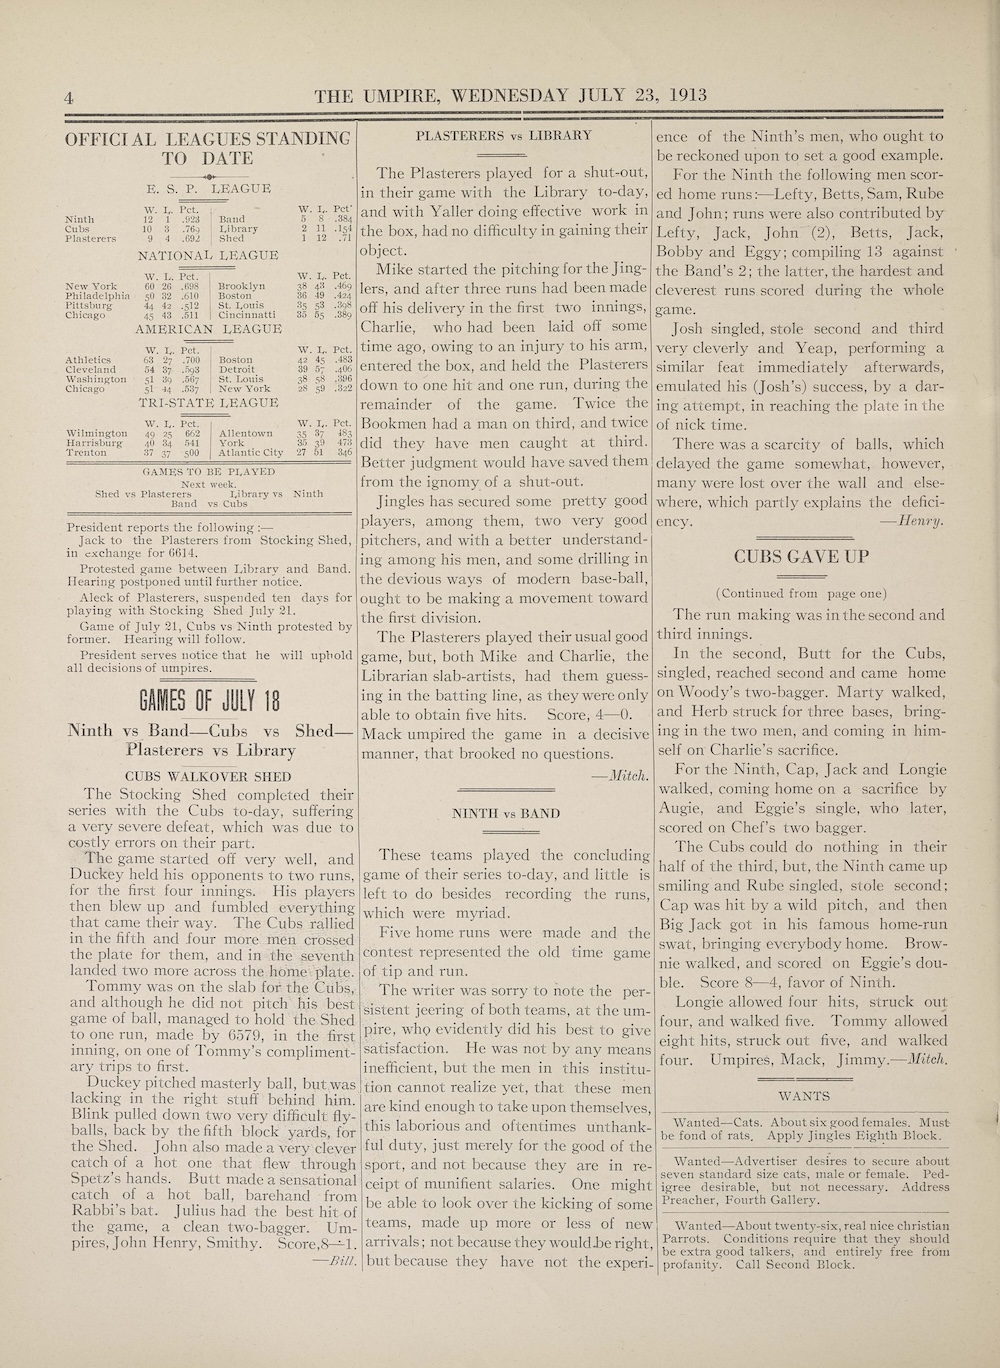 4
THE UMPIRE, WEDNESDAY JULY 23, 1913
OFFICIAL LEAGUES STANDING
TO DATE
E. S. P. LEAGUE
W. L. Pct. W. L. Pct
Ninth 12 1 .923 Band 5 8 .384
Cubs 10 3 .769 Library 2 11 .154
Plasterers 9 4 .692 Shed 1 12 .71
NATIONAL LEAGUE
W. L. Pct. W. L. Pct.
New York 60 26 .698 Brooklyn 38 43 .469
Philadelphia 50 32 .610 Boston 36 49 .424
Pittsburg 44 42 .512 St. Louis 35 53 .398
Chicago 45 43 .511 Cincinnatti 35 55 .389
AMERICAN LEAGUE
W. L. Pct. W. L. Pct.
Athletics 63 27 .700 Boston 42 45 .483
Cleveland 54 37 .593 Detroit 39 57 .406
Washington 51 39 .567 St. Louis 38 58 .396
Chicago 51 44 .537 New York 28 59 .322
TRI-STATE LEAGUE
W. L. Pct. W. L. Pct.
Wilmington 49 25 662 Allentown 35 37 483
Harrisburg 40 34 541 York 35 39 473
Trenton 37 37 500 Atlantic City 27 51 346
GAMES TO BE PLAYED
Next week.
Shed vs Plasterers Library vs Ninth
Band vs Cubs
President reports the following :—
Jack to the Plasterers from Stocking Shed,
in exchange for 6614.
Protested game between Library and Band.
Hearing postponed until further notice.
Aleck of Plasterers, suspended ten days for
playing with Stocking Shed July 21.
Game of July 21, Cubs vs Ninth protested by
former. Hearing will follow.
President serves notice that he will uphold
all decisions of umpires.
GAMES OF JULY 18
Ninth vs Band—Cubs vs Shed—
Plasterers vs Library
CUBS WALKOVER SHED
The Stocking Shed completed their
series with the Cubs to-day, suffering
a very severe defeat, which was due to
costly errors on their part.
The game started off very well, and
Duckey held his opponents to two runs,
for the first four innings. His players
then blew up and fumbled everything
that came their way. The Cubs rallied
in the fifth and four more men crossed
the plate for them, and in the seventh
landed two more across the home plate.
Tommy was on the slab for the Cubs,
and although he did not pitch his best
game of ball, managed to hold the Shed
to one run, made by 6579, in the first
inning, on one of Tommy's compliment-
ary trips to first.
Duckey pitched masterly ball, but was
lacking in the right stuff behind him.
Blink pulled down two very difficult fly-
balls, back by the fifth block yards, for
the Shed. John also made a very clever
catch of a hot one that flew through
Spetz's hands. Butt made a sensational
catch of a hot ball, barehand from
Rabbi's bat. Julius had the best hit of
the game, a clean two-bagger. Um-
pires, John Henry, Smithy. Score, 8—1.
—Bill.
PLASTERERS vs LIBRARY
The Plasterers played for a shut-out,
in their game with the Library to-day,
and with Yaller doing effective work in
the box, had no difficulty in gaining their
object.
Mike started the pitching for the Jing-
lers, and after three runs had been made
off his delivery in the first two innings,
Charlie, who had been laid off some
time ago, owing to an injury to his arm,
entered the box, and held the Plasterers
down to one hit and one run, during the
remainder of the game. Twice the
Bookmen had a man on third, and twice
did they have men caught at third.
Better judgment would have saved them
from the ignomy of a shut-out.
Jingles has secured some pretty good
players, among them, two very good
pitchers, and with a better understand-
ing among his men, and some drilling in
the devious ways of modern base-ball,
ought to be making a movement toward
the first division.
The Plasterers played their usual good
game, but, both Mike and Charlie, the
Librarian slab-artists, had them guess-
ing in the batting line, as they were only
able to obtain five hits. Score, 4—0.
Mack umpired the game in a decisive
manner, that brooked no questions.
—Mitch.
NINTH vs BAND
These teams played the concluding
game of their series to-day, and little is
left to do besides recording the runs,
which were myriad.
Five home runs were made and the
contest represented the old time game
of tip and run.
The writer was sorry to note the per-
sistent jeering of both teams, at the um-
pire, who evidently did his best to give
satisfaction. He was not by any means
inefficient, but the men in this institu-
tion cannot realize yet, that these men
are kind enough to take upon themselves,
this laborious and oftentimes unthank-
ful duty, just merely for the good of the
sport, and not because they are in re-
ceipt of munifient salaries. One might
be able to look over the kicking of some
teams, made up more or less of new
arrivals; not because they would be right,
but because they have not the experi-
ence of the Ninth's men, who ought to
be reckoned upon to set a good example.
For the Ninth the following men scor-
ed home runs:—Lefty, Betts, Sam, Rube
and John; runs were also contributed by
Lefty, Jack, John (2), Betts, Jack,
Bobby and Eggy; compiling 13 against
the Band's 2; the latter, the hardest and
cleverest runs scored during the whole
game.
Josh singled, stole second and third
very cleverly and Yeap, performing a
similar feat immediately afterwards,
emulated his (Josh's) success, by a dar-
ing attempt, in reaching the plate in the
of nick time.
There was a scarcity of balls, which
delayed the game somewhat, however,
many were lost over the wall and else-
where, which partly explains the defici-
ency. —Henry.
CUBS GAVE UP
(Continued from page one)
The run making was in the second and
third innings.
In the second, Butt for the Cubs,
singled, reached second and came home
on Woody's two-bagger. Marty walked,
and Herb struck for three bases, bring-
ing in the two men, and coming in him-
self on Charlie's sacrifice.
For the Ninth, Cap, Jack and Longie
walked, coming home on a sacrifice by
Augie, and Eggie's single, who later,
scored on Chef's two bagger.
The Cubs could do nothing in their
half of the third, but, the Ninth came up
smiling and Rube singled, stole second;
Cap was hit by a wild pitch, and then
Big Jack got in his famous home-run
swat, bringing everybody home. Brow-
nie walked, and scored on Eggie's dou-
ble. Score 8—4, favor of Ninth.
Longie allowed four hits, struck out
four, and walked five. Tommy allowed
eight hits, struck out five, and walked
four. Umpires, Mack, Jimmy.—Mitch.
WANTS
Wanted—Cats. About six good females. Must
be fond of rats. Apply Jingles Eighth Block.
Wanted—Advertiser desires to secure about
seven standard size cats, male or female. Ped-
igree desirable, but not necessary. Address
Preacher, Fourth Gallery.
Wanted—About twenty-six, real nice christian
Parrots. Conditions require that they should
be extra good talkers, and entirely free from
profanity. Call Second Block.